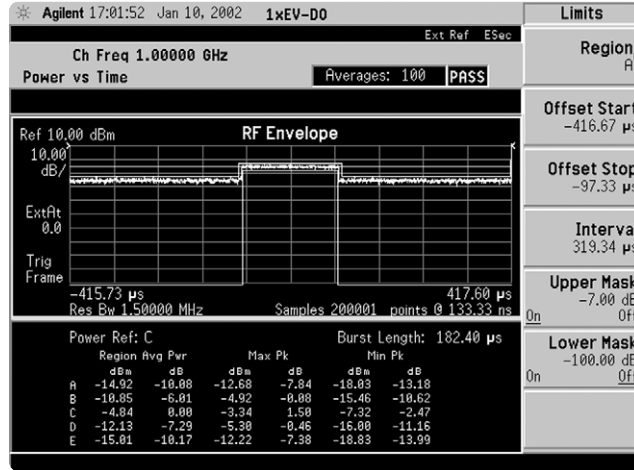 Agilent 17:01:52 Jan 10, 2002 1xEV-DO
Limits
Ext Ref ESec
Ch Freq 1.00000 GHz
Power vs Time
Averages: 100 PASS
Region
A
Offset Start
-416.67 µs
Ref 10.00 dBm
RF Envelope
10.00
dB/
Offset Stop
-97.33 µs
ExtAt
0.0
319.34 µs
Trig
Frame
-415.73 µs
417.60 µs
Res Bw 1.50000 MHz
Samples 200001 points @ 133.33 ns
Upper Mask
-7.00
On
Power Ref: C
Burst Length: 182.40 µs
Lower Mask
-100.00
On
Region Avg Pwr Max Pk Min Pk
dBm dB dBm dB dBm dB
A -14.92 -10.08 -12.68 -7.84 -18.03 -13.18
B -10.85 -6.01 -4.92 -0.08 -15.46 -10.62
C -4.84 0.00 -3.34 1.50 -7.32 -2.47
D -12.13 -7.29 -5.30 -0.46 -16.00 -11.16
E -15.01 -10.17 -12.22 -7.38 -18.83 -13.99